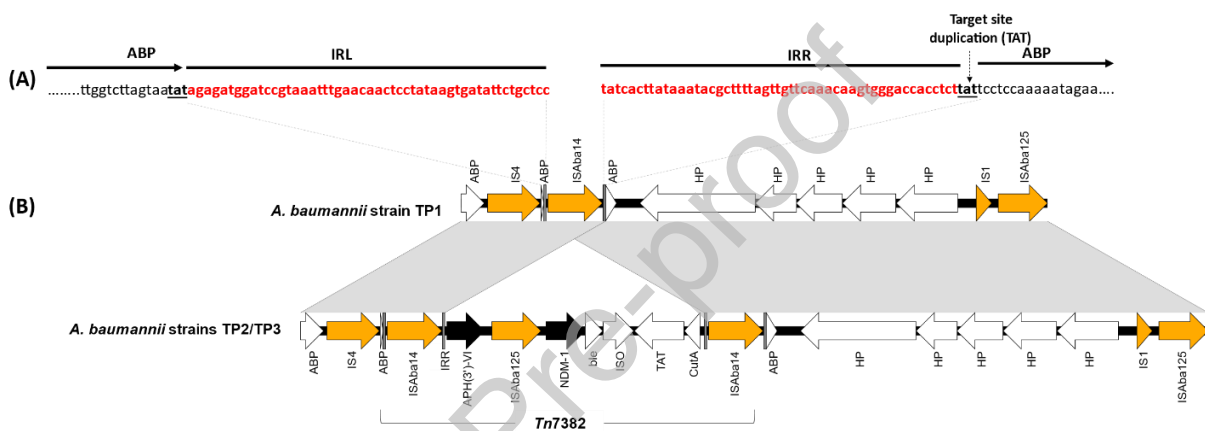 Target site
duplication (TAT)
ABP IRL IRR ABP
(A)
........ttggtcttagtaatatagagatggatccgtaaatttgaacaactcctataagtgatattctgctcc tatcacttataaatacgcttttagttgttcaaacaagtgggaccacctcttattcctccaaaaatagaa....
ABP IS4 ABP ISAba14 ABP HP HP HP HP HP IS1 ISAba125
(B)
A. baumannii strain TP1
A. baumannii strains TP2/TP3
ABP IS4 ABP ISAba14 IRR APH(3')-VI ISAba125 NDM-1 ble ISO TAT CutA ISAba14 ABP HP HP HP HP HP IS1 ISAba125
Tn7382
Pre-proof